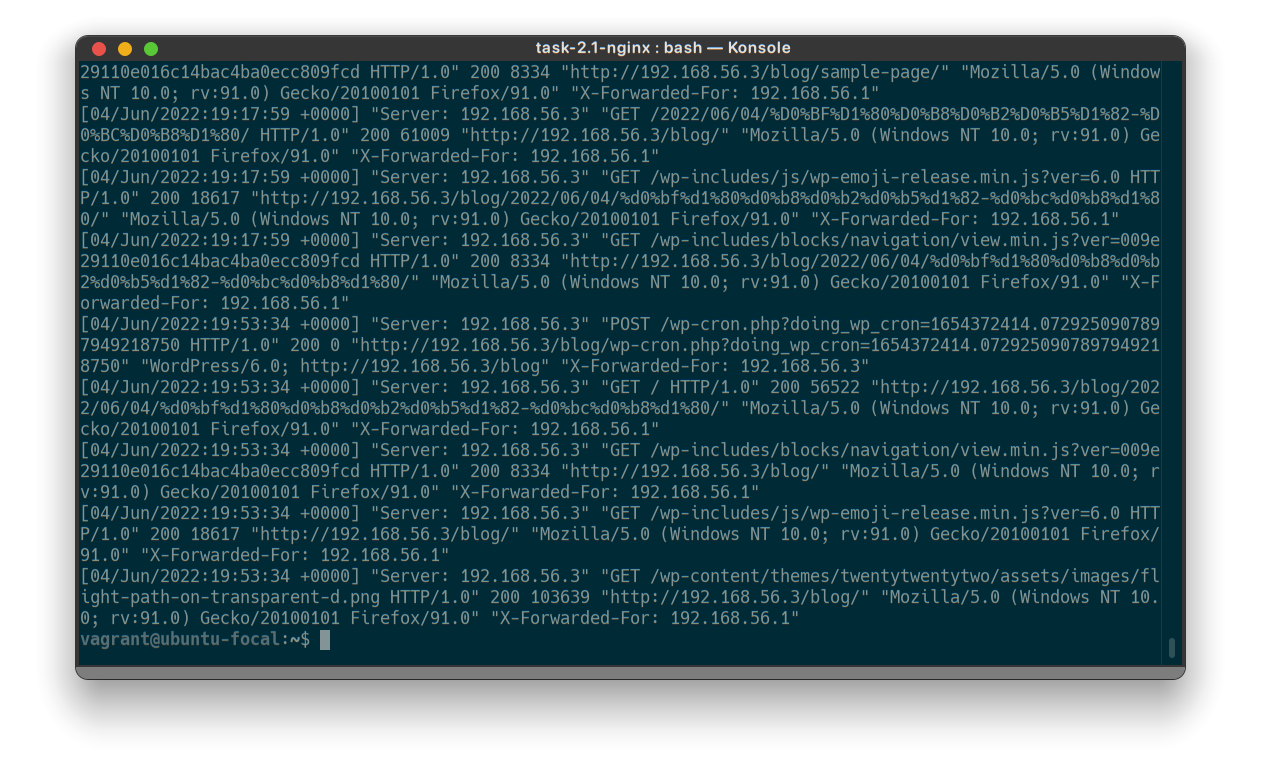 task-2.1-nginx : bash — Konsole
29110e016c14bac4ba0ecc809fcd HTTP/1.0" 200 8334 "http://192.168.56.3/blog/sample-page/" "Mozilla/5.0 (Window
s NT 10.0; rv:91.0) Gecko/20100101 Firefox/91.0" "X-Forwarded-For: 192.168.56.1"
[04/Jun/2022:19:17:59 +0000] "Server: 192.168.56.3" "GET /2022/06/04/%D0%BF%D1%80%D0%B8%D0%B2%D0%B5%D1%82-%D
0%BC%D0%B8%D1%80/ HTTP/1.0" 200 61009 "http://192.168.56.3/blog/" "Mozilla/5.0 (Windows NT 10.0; rv:91.0) Ge
cko/20100101 Firefox/91.0" "X-Forwarded-For: 192.168.56.1"
[04/Jun/2022:19:17:59 +0000] "Server: 192.168.56.3" "GET /wp-includes/js/wp-emoji-release.min.js?ver=6.0 HTT
P/1.0" 200 18617 "http://192.168.56.3/blog/2022/06/04/%d0%bf%d1%80%d0%b8%d0%b2%d0%b5%d1%82-%d0%bc%d0%b8%d1%8
0/" "Mozilla/5.0 (Windows NT 10.0; rv:91.0) Gecko/20100101 Firefox/91.0" "X-Forwarded-For: 192.168.56.1"
[04/Jun/2022:19:17:59 +0000] "Server: 192.168.56.3" "GET /wp-includes/blocks/navigation/view.min.js?ver=009e
29110e016c14bac4ba0ecc809fcd HTTP/1.0" 200 8334 "http://192.168.56.3/blog/2022/06/04/%d0%bf%d1%80%d0%b8%d0%b
2%d0%b5%d1%82-%d0%bc%d0%b8%d1%80/" "Mozilla/5.0 (Windows NT 10.0; rv:91.0) Gecko/20100101 Firefox/91.0" "X-F
orwarded-For: 192.168.56.1"
[04/Jun/2022:19:53:34 +0000] "Server: 192.168.56.3" "POST /wp-cron.php?doing_wp_cron=1654372414.072925090789
7949218750 HTTP/1.0" 200 0 "http://192.168.56.3/blog/wp-cron.php?doing_wp_cron=1654372414.072925090789794921
8750" "WordPress/6.0; http://192.168.56.3/blog" "X-Forwarded-For: 192.168.56.3"
[04/Jun/2022:19:53:34 +0000] "Server: 192.168.56.3" "GET / HTTP/1.0" 200 56522 "http://192.168.56.3/blog/202
2/06/04/%d0%bf%d1%80%d0%b8%d0%b2%d0%b5%d1%82-%d0%bc%d0%b8%d1%80/" "Mozilla/5.0 (Windows NT 10.0; rv:91.0) Ge
cko/20100101 Firefox/91.0" "X-Forwarded-For: 192.168.56.1"
[04/Jun/2022:19:53:34 +0000] "Server: 192.168.56.3" "GET /wp-includes/blocks/navigation/view.min.js?ver=009e
29110e016c14bac4ba0ecc809fcd HTTP/1.0" 200 8334 "http://192.168.56.3/blog/" "Mozilla/5.0 (Windows NT 10.0; r
v:91.0) Gecko/20100101 Firefox/91.0" "X-Forwarded-For: 192.168.56.1"
[04/Jun/2022:19:53:34 +0000] "Server: 192.168.56.3" "GET /wp-includes/js/wp-emoji-release.min.js?ver=6.0 HTT
P/1.0" 200 18617 "http://192.168.56.3/blog/" "Mozilla/5.0 (Windows NT 10.0; rv:91.0) Gecko/20100101 Firefox/
91.0" "X-Forwarded-For: 192.168.56.1"
[04/Jun/2022:19:53:34 +0000] "Server: 192.168.56.3" "GET /wp-content/themes/twentytwentytwo/assets/images/fl
ight-path-on-transparent-d.png HTTP/1.0" 200 103639 "http://192.168.56.3/blog/" "Mozilla/5.0 (Windows NT 10.
0; rv:91.0) Gecko/20100101 Firefox/91.0" "X-Forwarded-For: 192.168.56.1"
vagrant@ubuntu-focal:~$